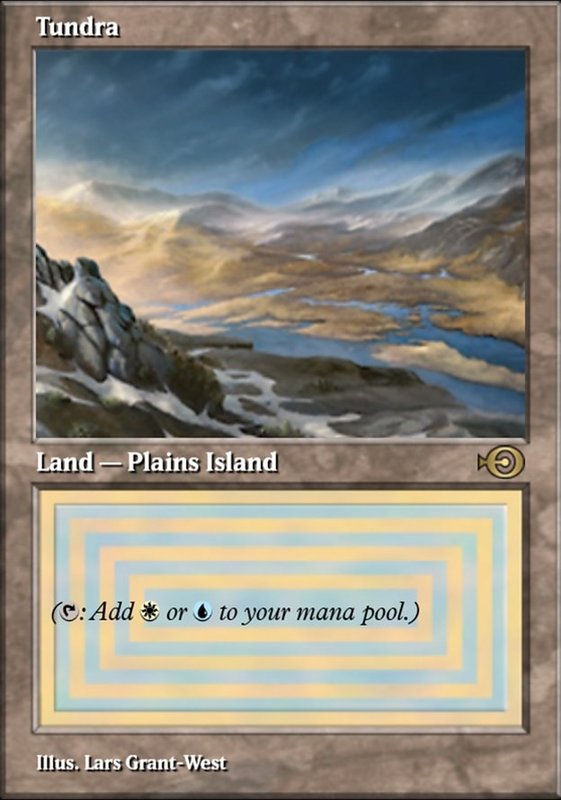 Tundra
Land — Plains Island
(: Add or to your mana pool.)
Illus. Lars Grant-West